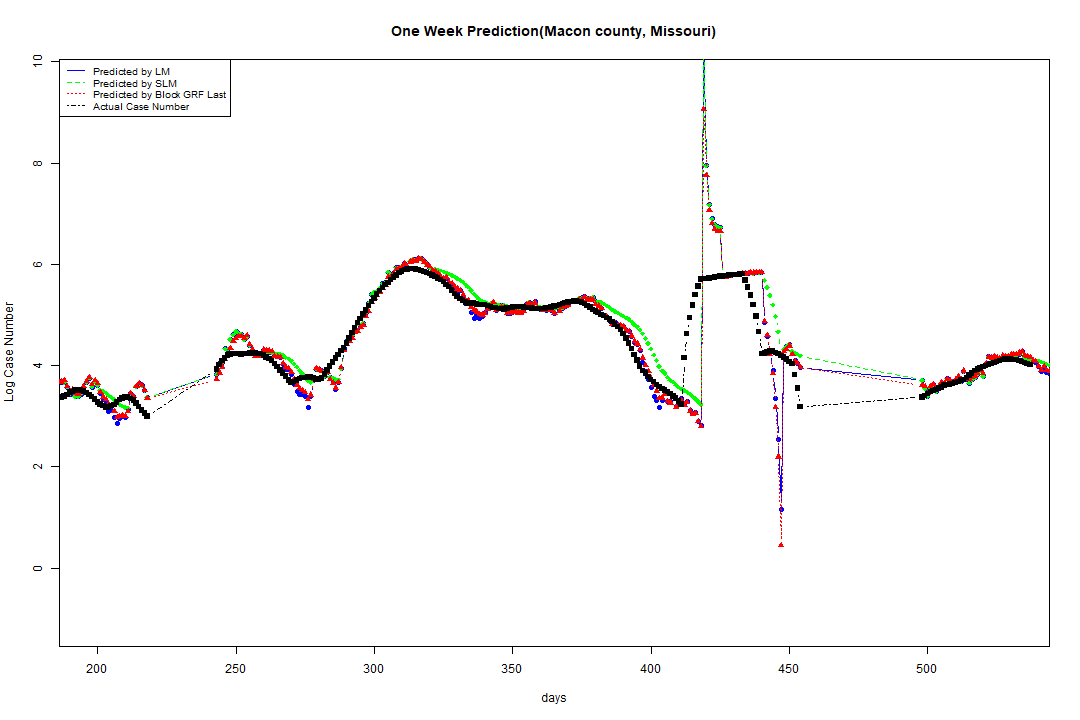 One Week Prediction(Macon county, Missouri)
Predicted by LM
Predicted by SLM
Predicted by Block GRF Last
Actual Case Number
10
8
6
4
2
0
Log Case Number
200 250 300 350 400 450 500
days